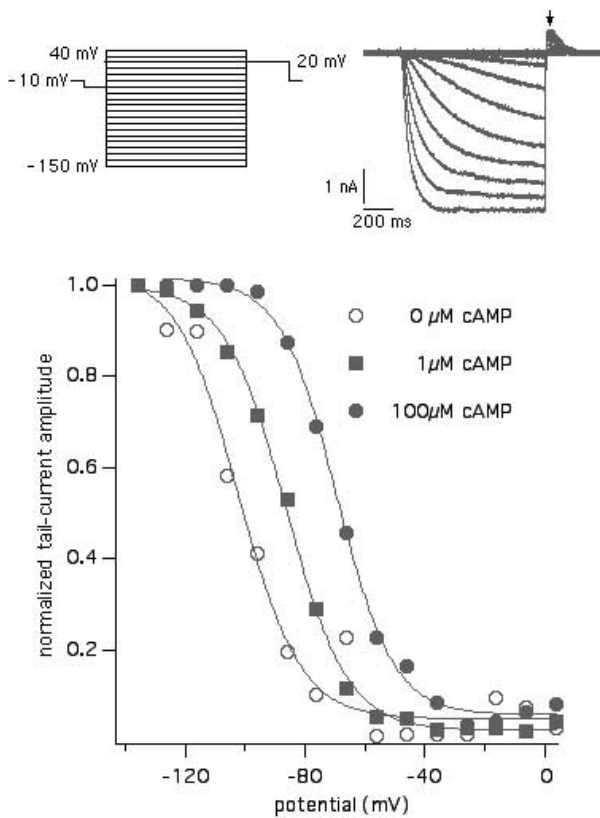 40 mV
20 mV
-10 mV
-150 mV
1 nA
200 ms
1.0
0.8
0.6
0.4
0.2
normalized tail-current amplitude
0 µM cAMP
1µM cAMP
100µM cAMP
-120
-80
-40
0
potential (mV)